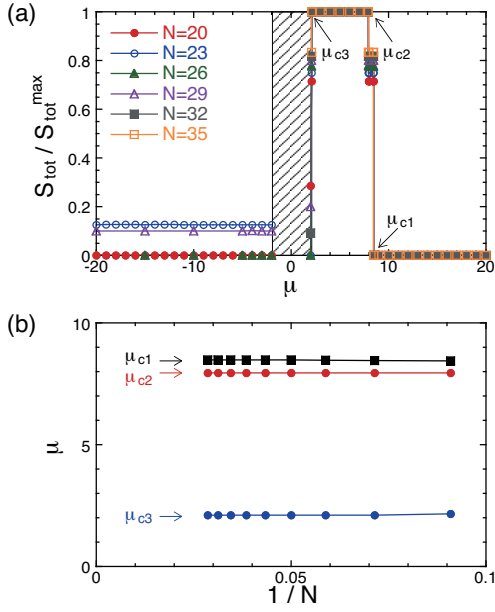 (a)
S_tot / S_tot^max
1
0.8
0.6
0.4
0.2
0
N=20
N=23
N=26
N=29
N=32
N=35
μ_c3
μ_c2
μ_c1
-20
-10
0
10
20
μ
(b)
μ
10
5
0
μ_c1
μ_c2
μ_c3
0
0.05
0.1
1 / N